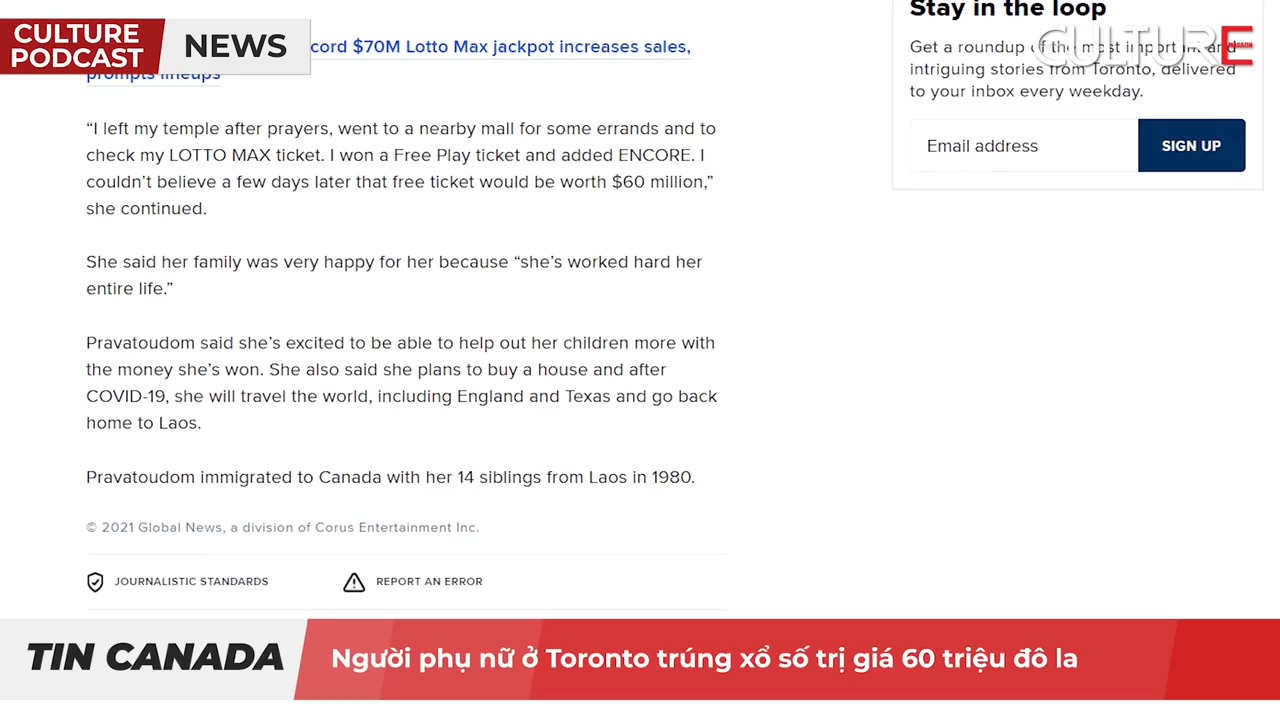 CULTURE
PODCAST
NEWS
cord $70M Lotto Max jackpot increases sales,
prompts lineups
“I left my temple after prayers, went to a nearby mall for some errands and to
check my LOTTO MAX ticket. I won a Free Play ticket and added ENCORE. I
couldn’t believe a few days later that free ticket would be worth $60 million,”
she continued.
She said her family was very happy for her because “she’s worked hard her
entire life.”
Pravatoudom said she’s excited to be able to help out her children more with
the money she’s won. She also said she plans to buy a house and after
COVID-19, she will travel the world, including England and Texas and go back
home to Laos.
Pravatoudom immigrated to Canada with her 14 siblings from Laos in 1980.
© 2021 Global News, a division of Corus Entertainment Inc.
JOURNALISTIC STANDARDS
REPORT AN ERROR
Stay in the loop
Get a roundup of the most important and
intriguing stories from Toronto, delivered
to your inbox every weekday.
Email address
SIGN UP
CULTURE
TIN CANADA
Người phụ nữ ở Toronto trúng xổ số trị giá 60 triệu đô la